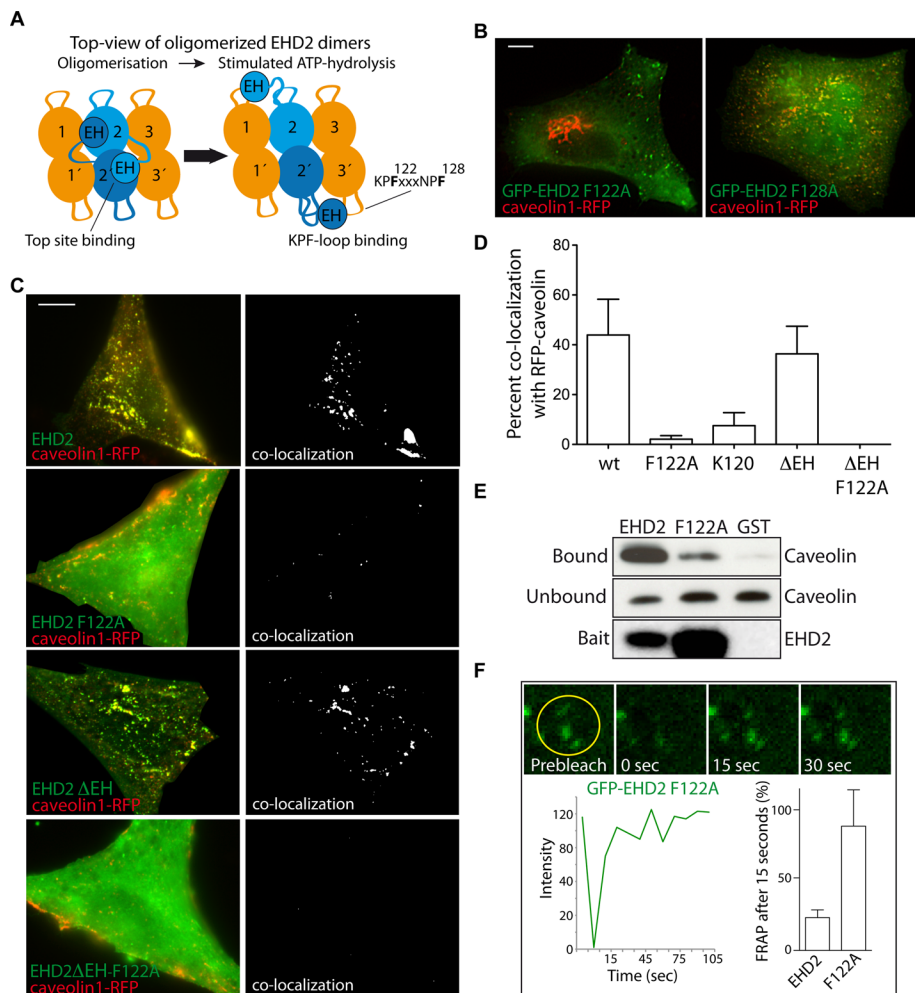 A
Top-view of oligomerized EHD2 dimers
Oligomerisation → Stimulated ATP-hydrolysis
EH
1 EH 2 3
1 2 3
1´ 2´ EH 3´
1´ 2´ 3´
EH
122 128
KPFxxxNPF
Top site binding
KPF-loop binding
B
GFP-EHD2 F122A
caveolin1-RFP
GFP-EHD2 F128A
caveolin1-RFP
C
EHD2
caveolin1-RFP
co-localization
EHD2 F122A
caveolin1-RFP
co-localization
EHD2 ΔEH
caveolin1-RFP
co-localization
EHD2ΔEH-F122A
caveolin1-RFP
co-localization
D
Percent co-localization
with RFP-caveolin
80
60
40
20
0
wt F122A K120 ΔEH ΔEH
F122A
E
EHD2 F122A GST
Bound Caveolin
Unbound Caveolin
Bait EHD2
F
Prebleach 0 sec 15 sec 30 sec
GFP-EHD2 F122A
Intensity
120
80
40
20
0
15 45 75 105
Time (sec)
FRAP after 15 seconds (%)
100
50
0
EHD2
F122A